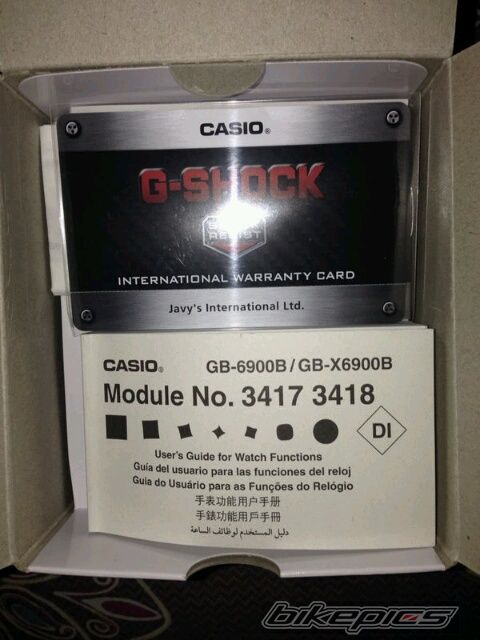 CASIO®
G-SHOCK
RESIST
INTERNATIONAL WARRANTY CARD
Javy's International Ltd.
CASIO® GB-6900B / GB-X6900B
Module No. 3417 3418
DI
User's Guide for Watch Functions
Guía del usuario para las funciones del reloj
Guia do Usuário para as Funções do Relógio
手表功能用户手册
手錶功能用戶手冊
دليل المستخدم لوظائف الساعة
bikepics